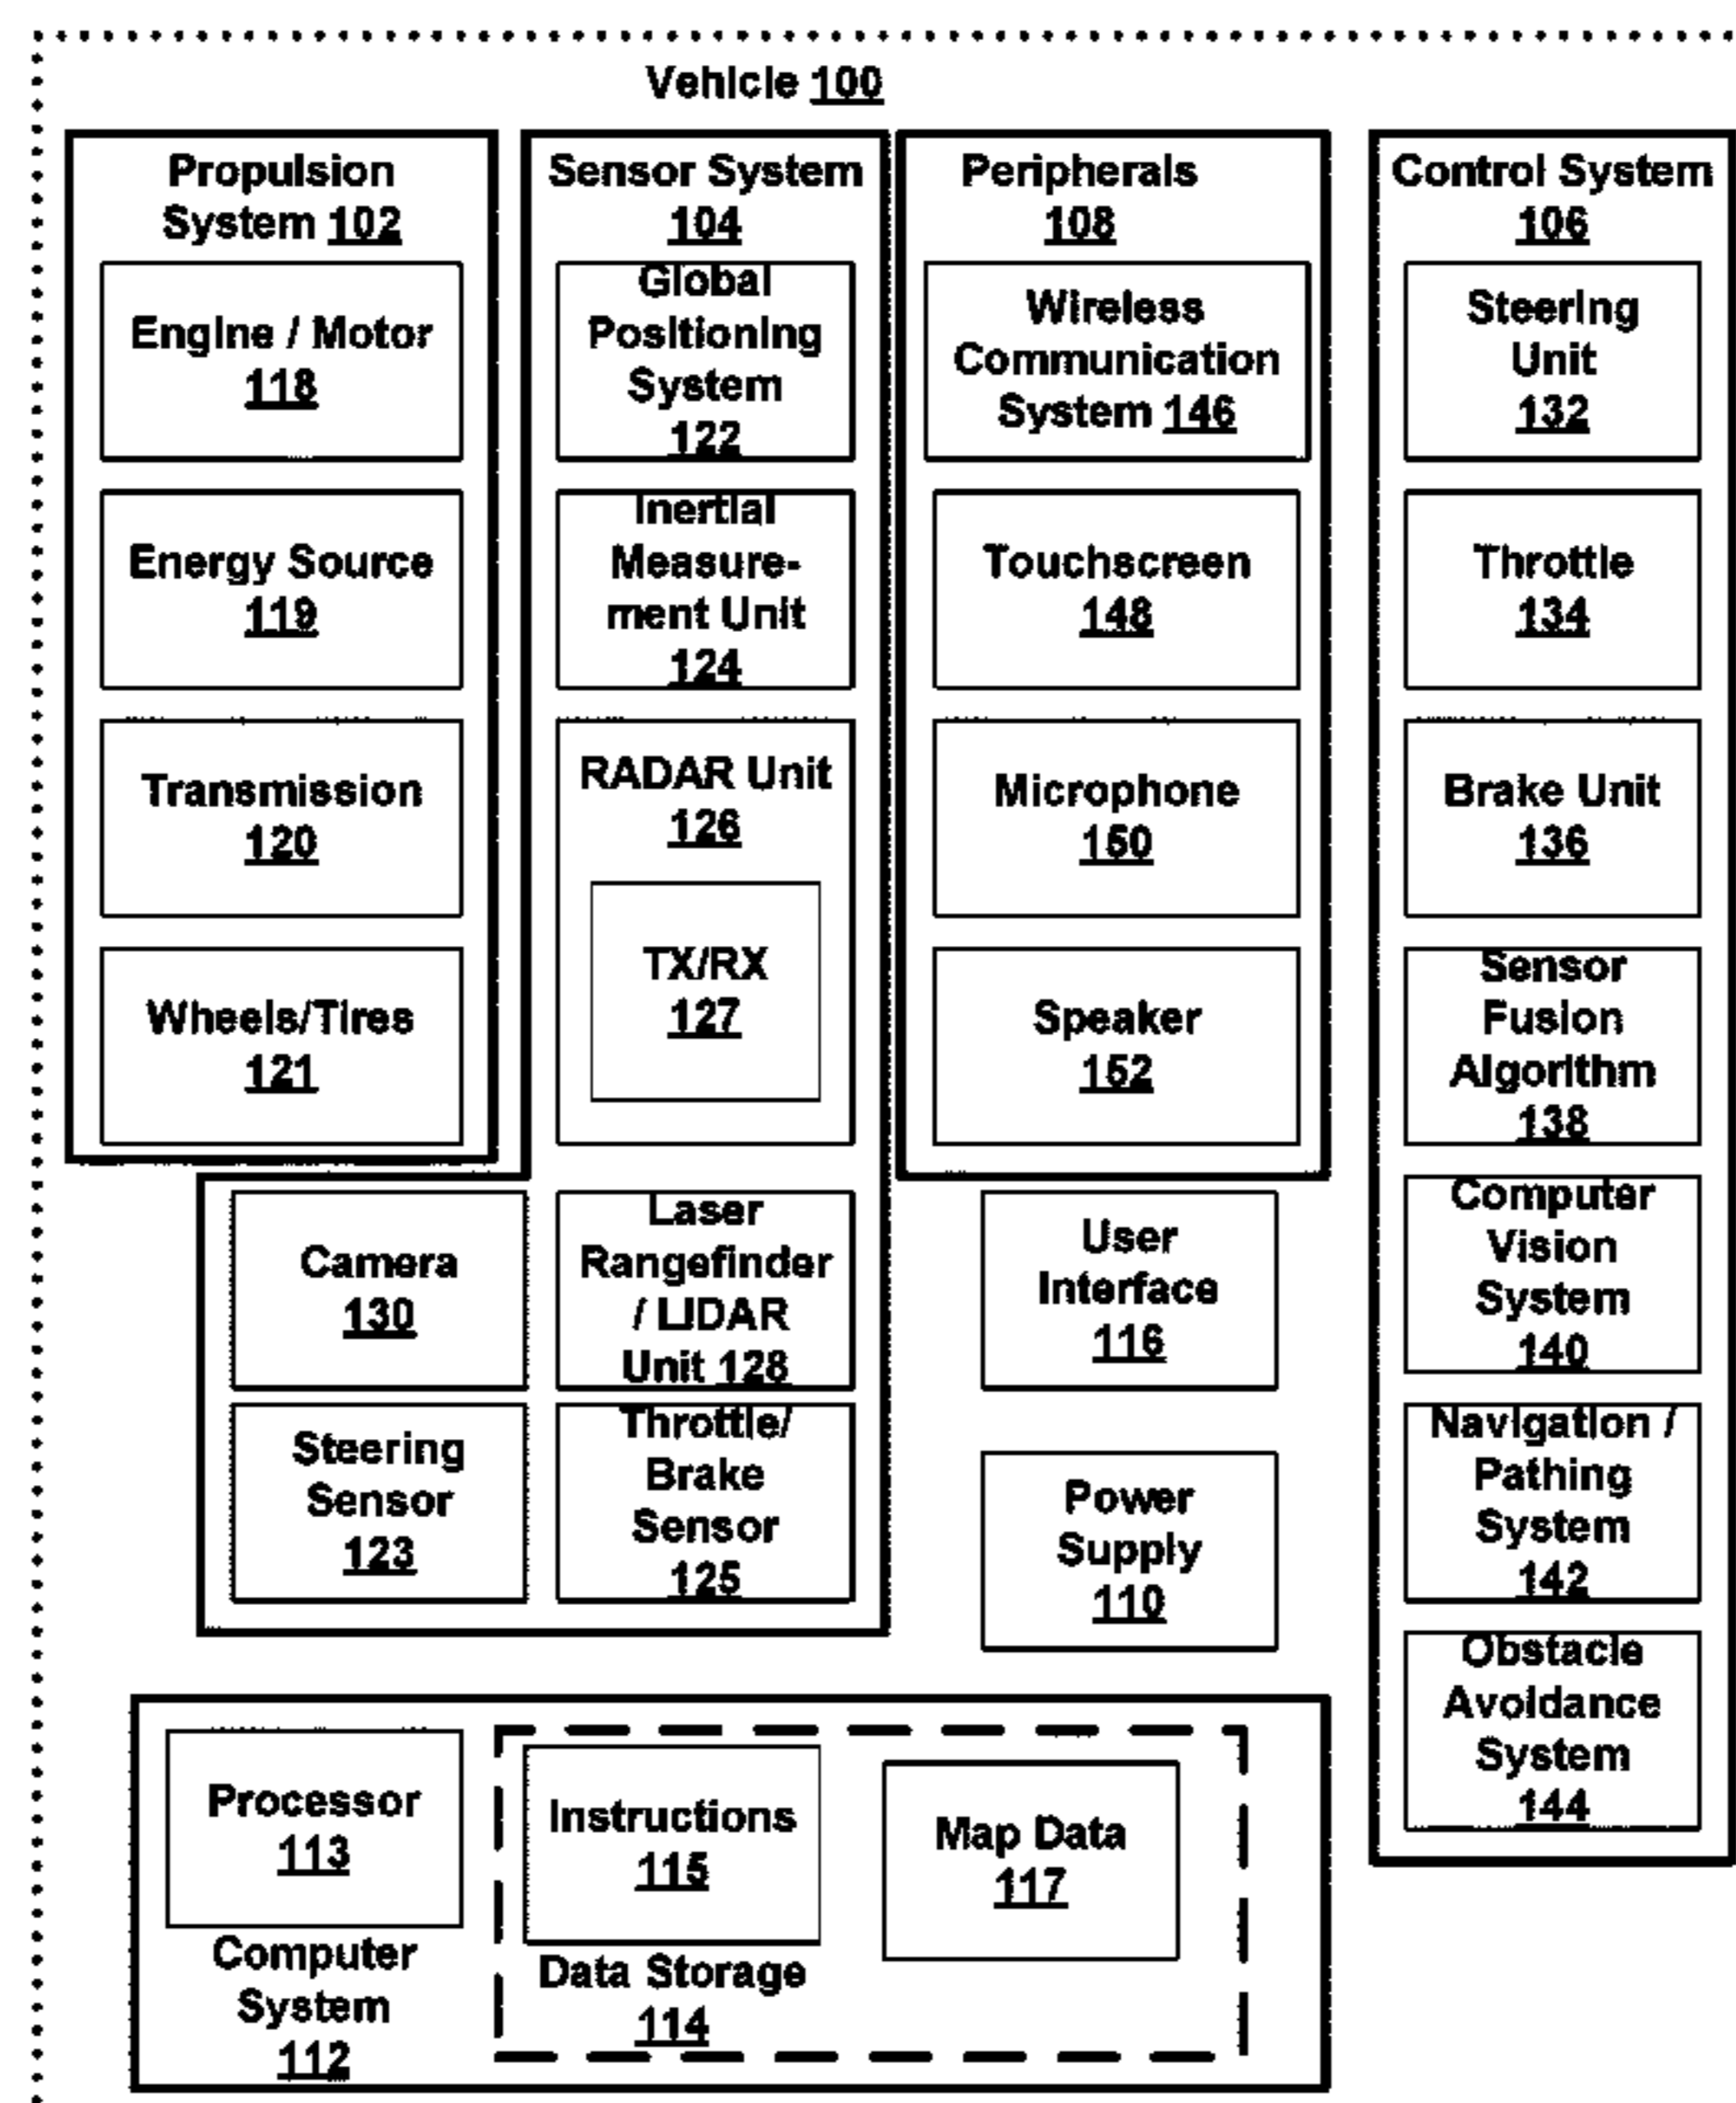 Vehicle 100
Propulsion
System 102
Engine / Motor
118
Energy Source
119
Transmission
120
Wheels/Tires
121
Sensor System
104
Global
Positioning
System
122
Inertial
Measure-
ment Unit
124
RADAR Unit
126
TX/RX
127
Camera
130
Laser
Rangefinder
/ LIDAR
Unit 128
Steering
Sensor
123
Throttle/
Brake
Sensor
125
Peripherals
108
Wireless
Communication
System 146
Touchscreen
148
Microphone
150
Speaker
152
User
Interface
116
Power
Supply
110
Control System
106
Steering
Unit
132
Throttle
134
Brake Unit
136
Sensor
Fusion
Algorithm
138
Computer
Vision
System
140
Navigation /
Pathing
System
142
Obstacle
Avoidance
System
144
Processor
113
Computer
System
112
Instructions
115
Data Storage
114
Map Data
117